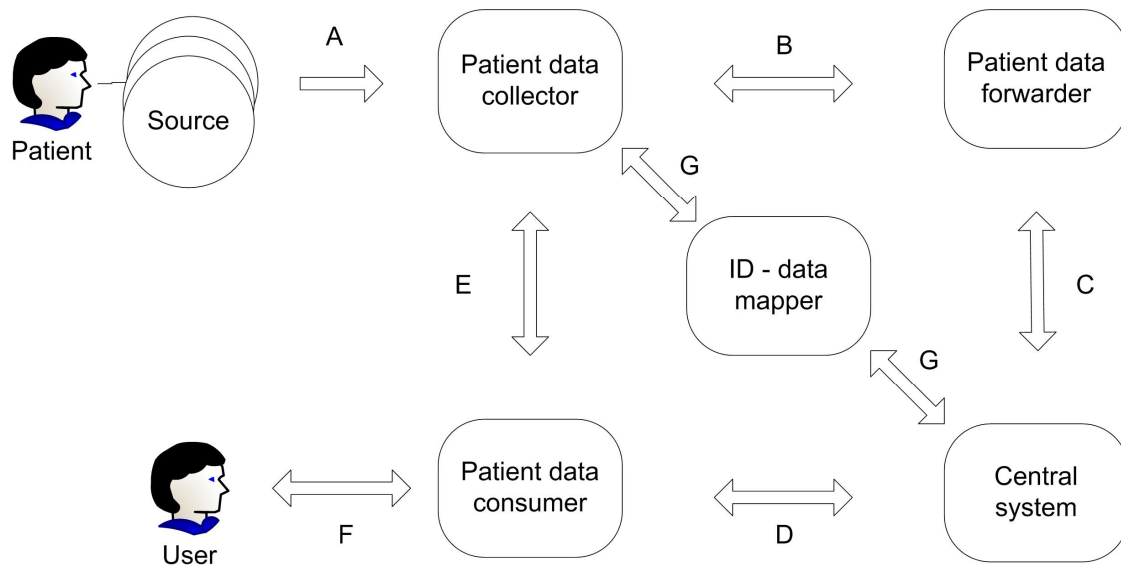 A
B
Patient data
collector
Patient data
forwarder
Source
Patient
G
ID - data
mapper
E
C
G
Patient data
consumer
Central
system
User
F
D